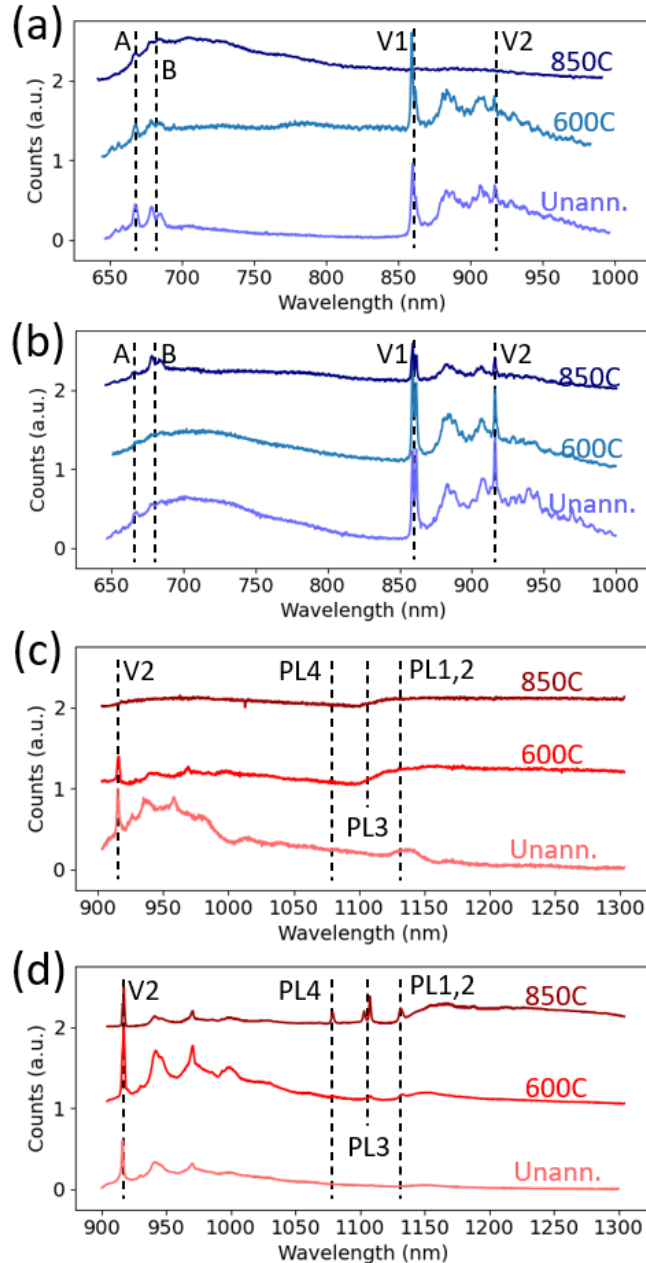 (a)
A
B
V1
V2
850C
600C
Unann.
Counts (a.u.)
2
1
0
650 700 750 800 850 900 950 1000
Wavelength (nm)
(b)
A
B
V1
V2
850C
600C
Unann.
Counts (a.u.)
2
1
0
650 700 750 800 850 900 950 1000
Wavelength (nm)
(c)
V2
PL4
PL1,2
850C
600C
PL3
Unann.
Counts (a.u.)
2
1
0
900 950 1000 1050 1100 1150 1200 1250 1300
Wavelength (nm)
(d)
V2
PL4
PL1,2
850C
600C
PL3
Unann.
Counts (a.u.)
2
1
0
900 950 1000 1050 1100 1150 1200 1250 1300
Wavelength (nm)